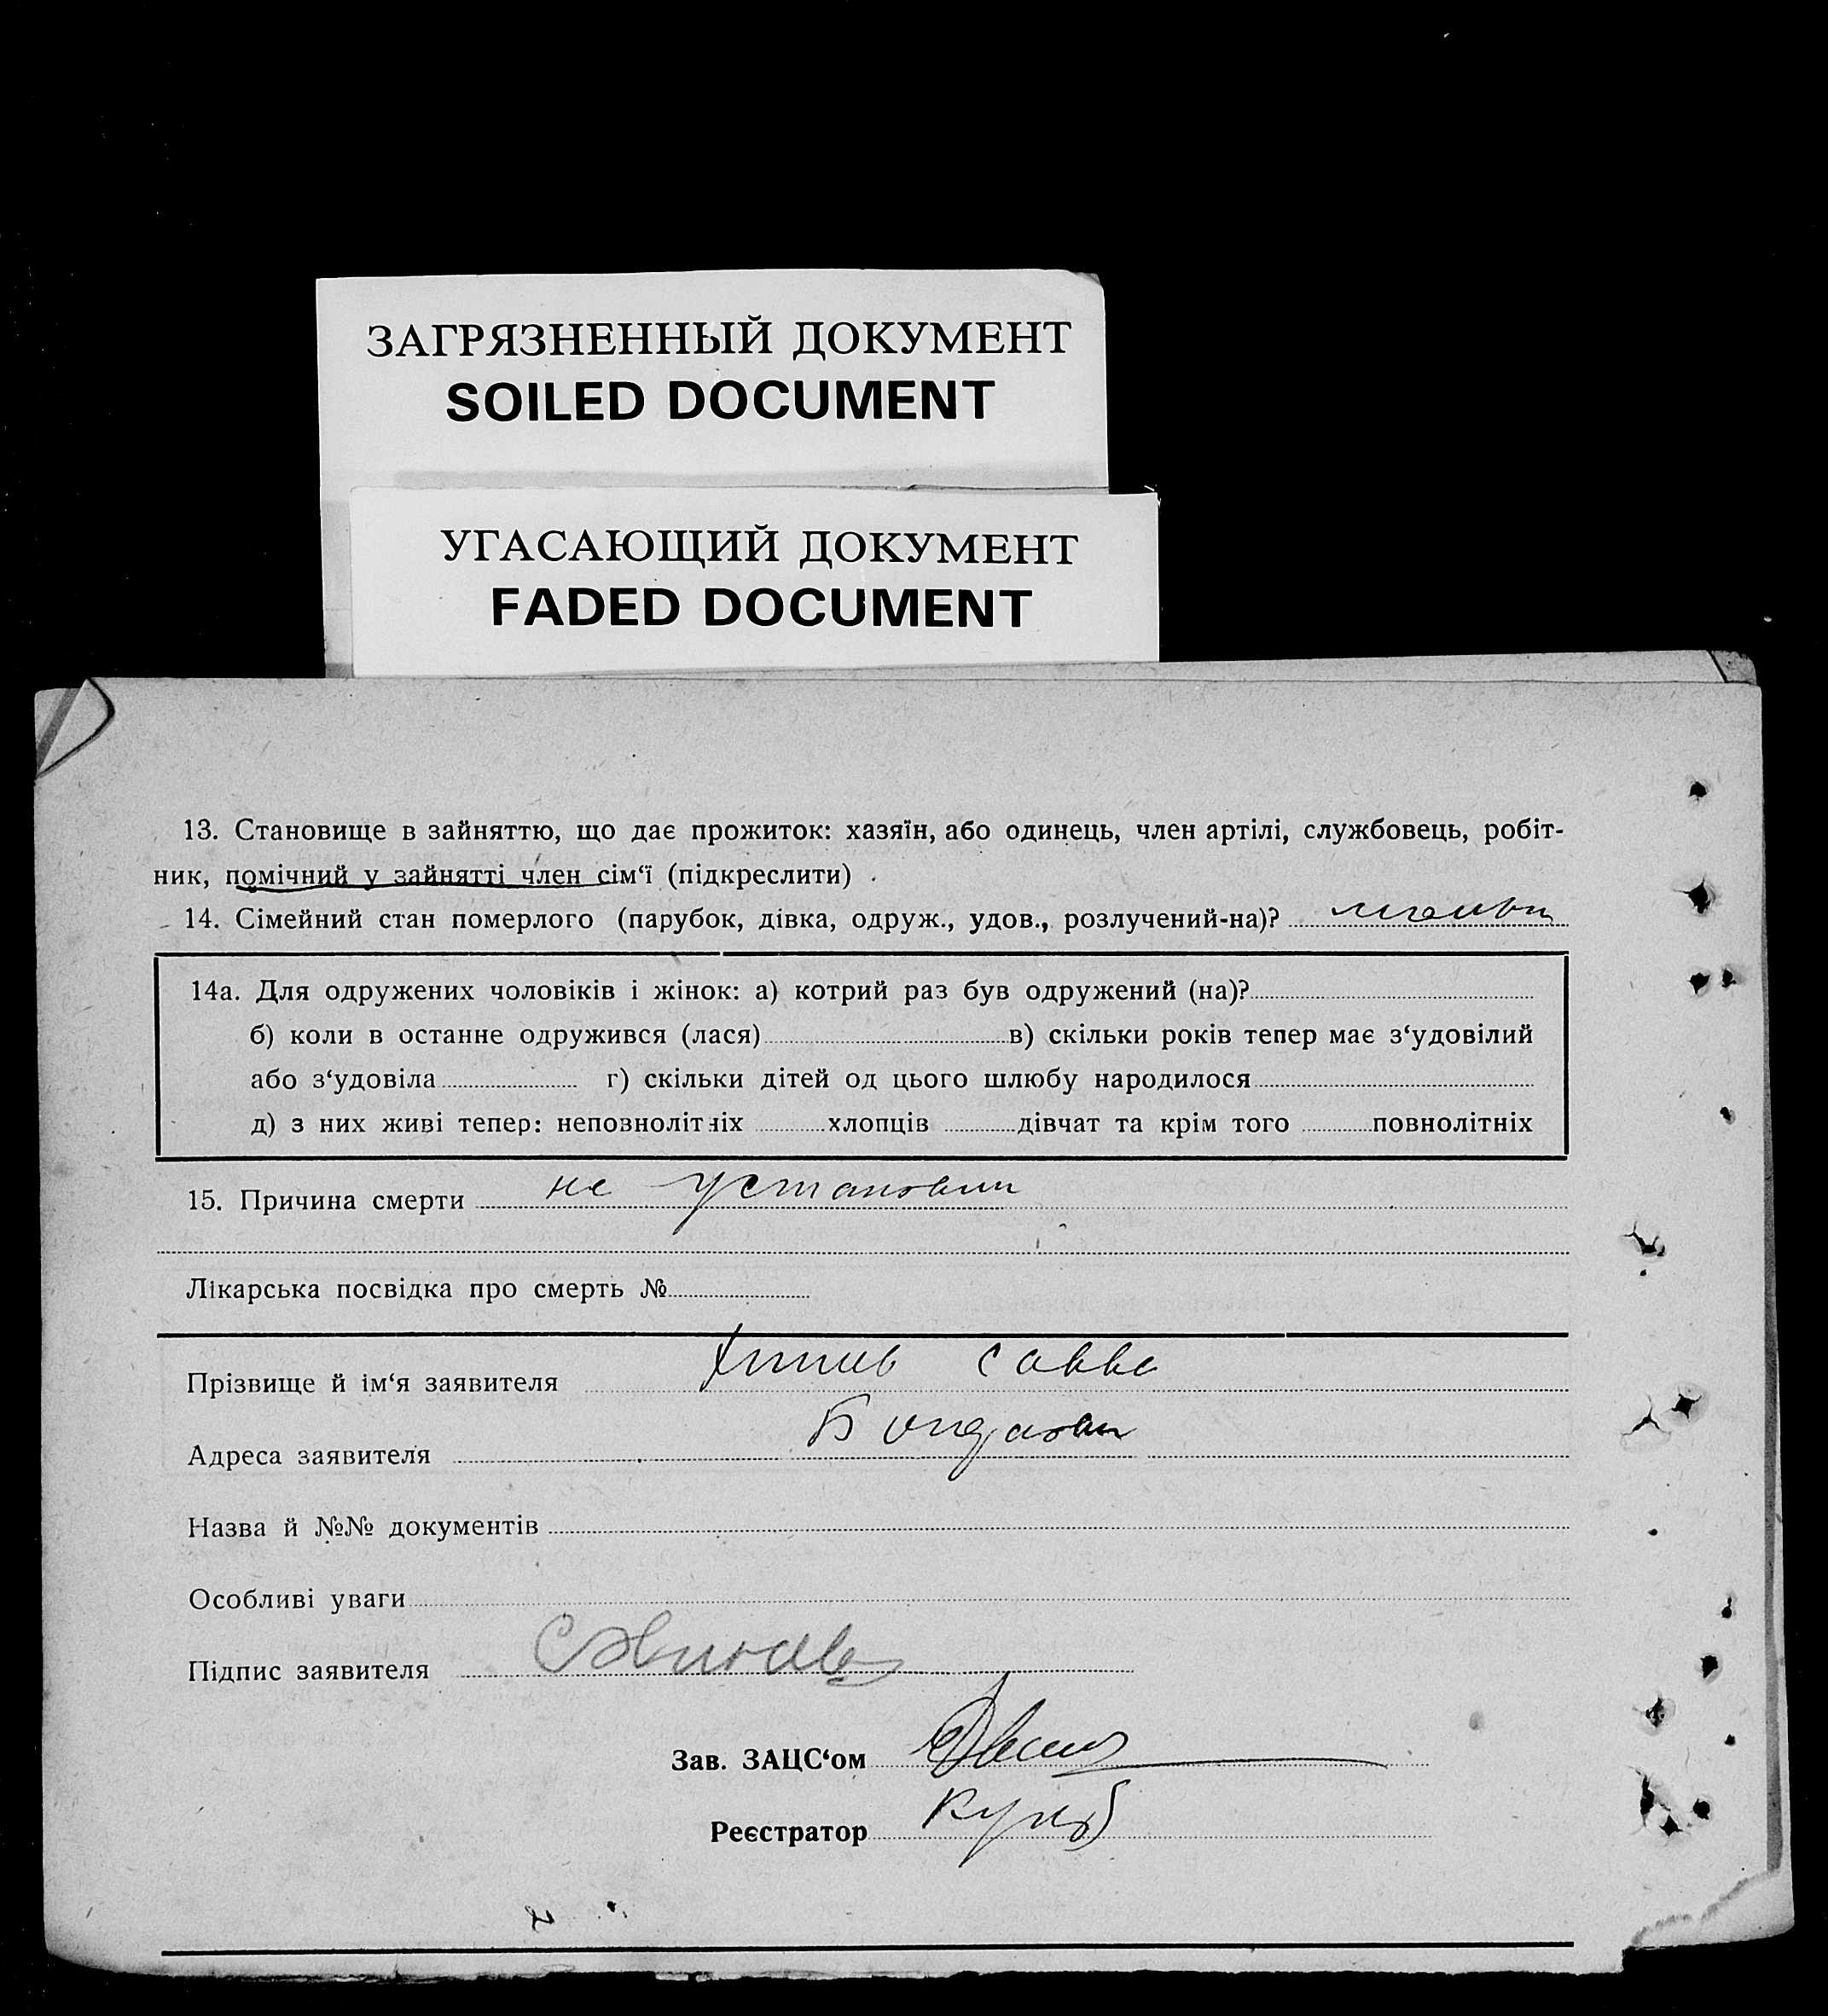 ЗАГРЯЗНЕННЫЙ ДОКУМЕНТ
SOILED DOCUMENT
УГАСАЮЩИЙ ДОКУМЕНТ
FADED DOCUMENT
13. Становище в зайняттю, що дає прожиток: хазяїн, або одинець, член артілі, службовець, робіт-
ник, помічний у зайнятті член сім‘ї (підкреслити)
14. Сімейний стан померлого (парубок, дівка, одруж., удов., розлучений-на)?
14а. Для одружених чоловіків і жінок: а) котрий раз був одружений (на)?
б) коли в останне одружився (лася) в) скільки років тепер має з‘удовілий
або з‘удовіла г) скільки дітей од цього шлюбу народилося
д) з них живі тепер: неповнолітніх хлопців дівчат та крім того повнолітніх
15. Причина смерти не установлен
Лікарська посвідка про смерть №
Прізвище й ім‘я заявителя Савва
Адреса заявителя
Назва й №№ документів
Особливі уваги
Підпис заявителя
Зав. ЗАЦС‘ом
Реєстратор